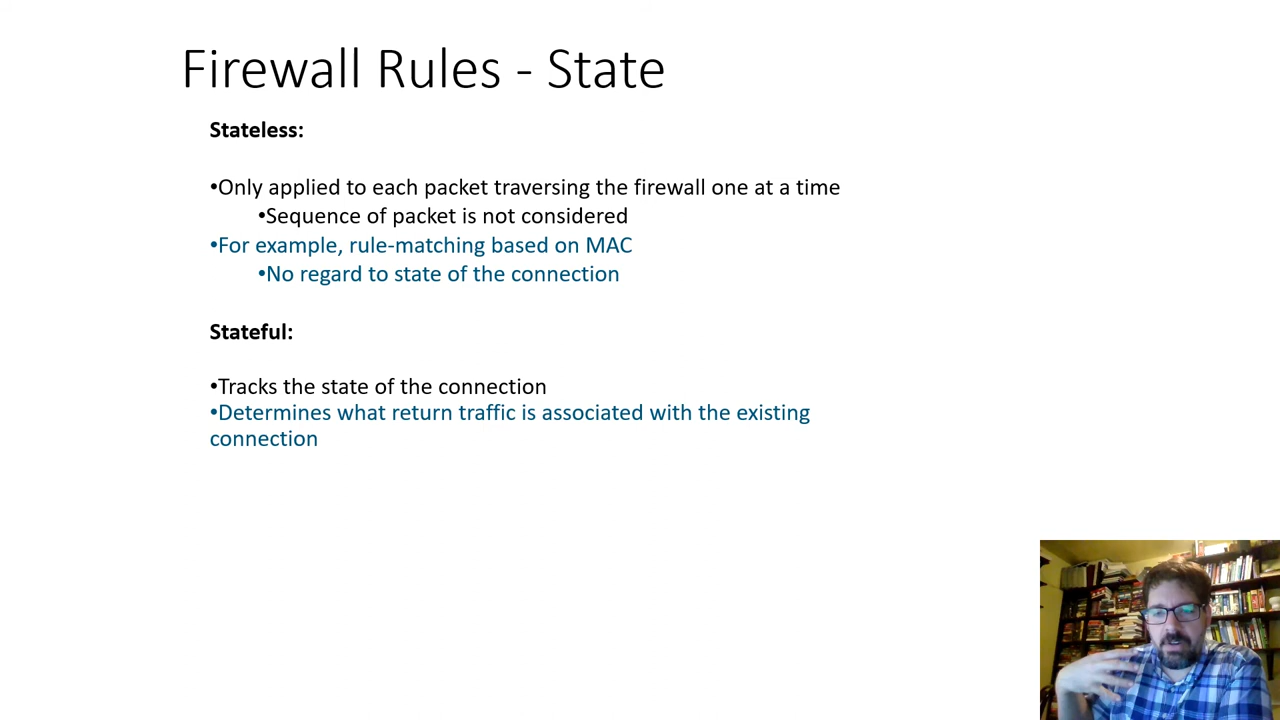 Firewall Rules - State
Stateless:
•Only applied to each packet traversing the firewall one at a time
•Sequence of packet is not considered
•For example, rule-matching based on MAC
•No regard to state of the connection
Stateful:
•Tracks the state of the connection
•Determines what return traffic is associated with the existing
connection